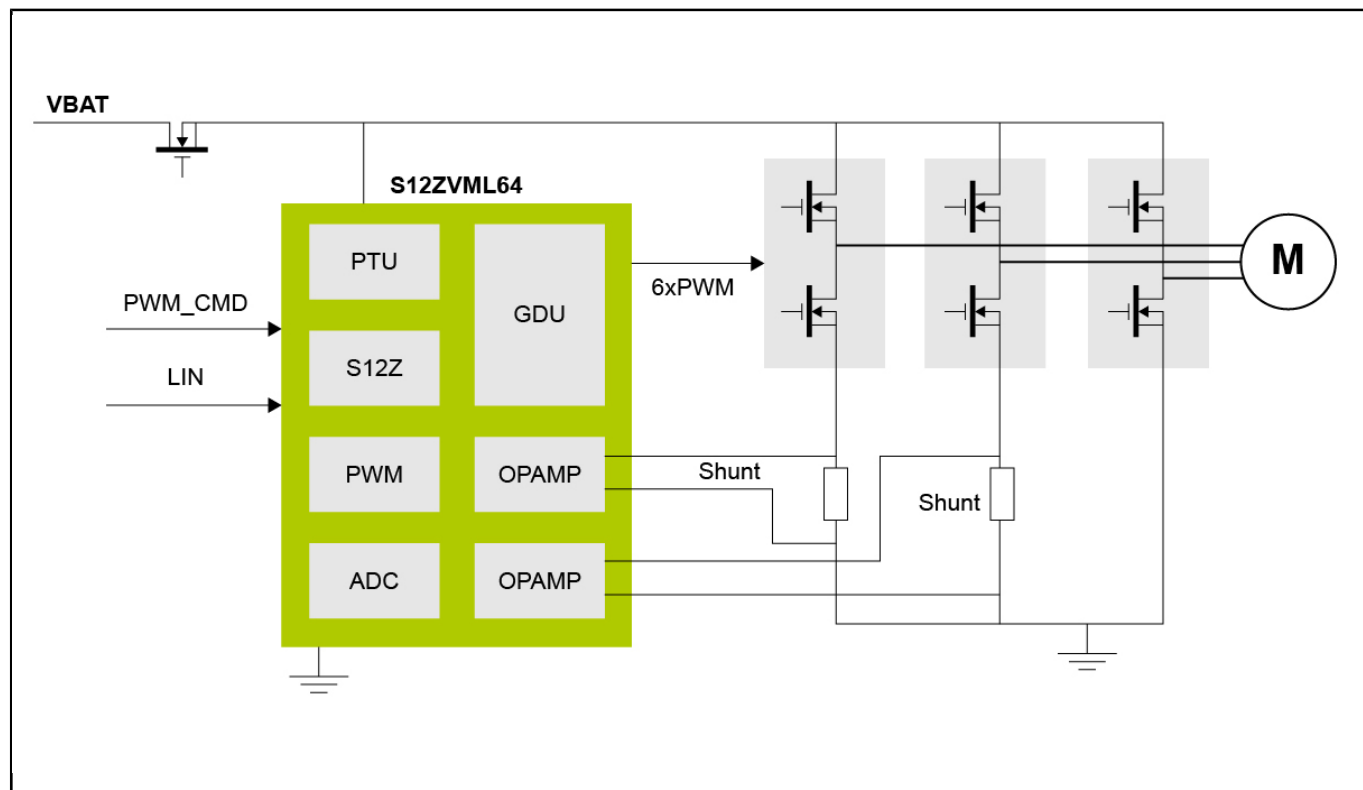 VBAT
S12ZVML64
PTU
GDU
6xPWM
M
PWM_CMD
S12Z
LIN
PWM
OPAMP
Shunt
Shunt
ADC
OPAMP